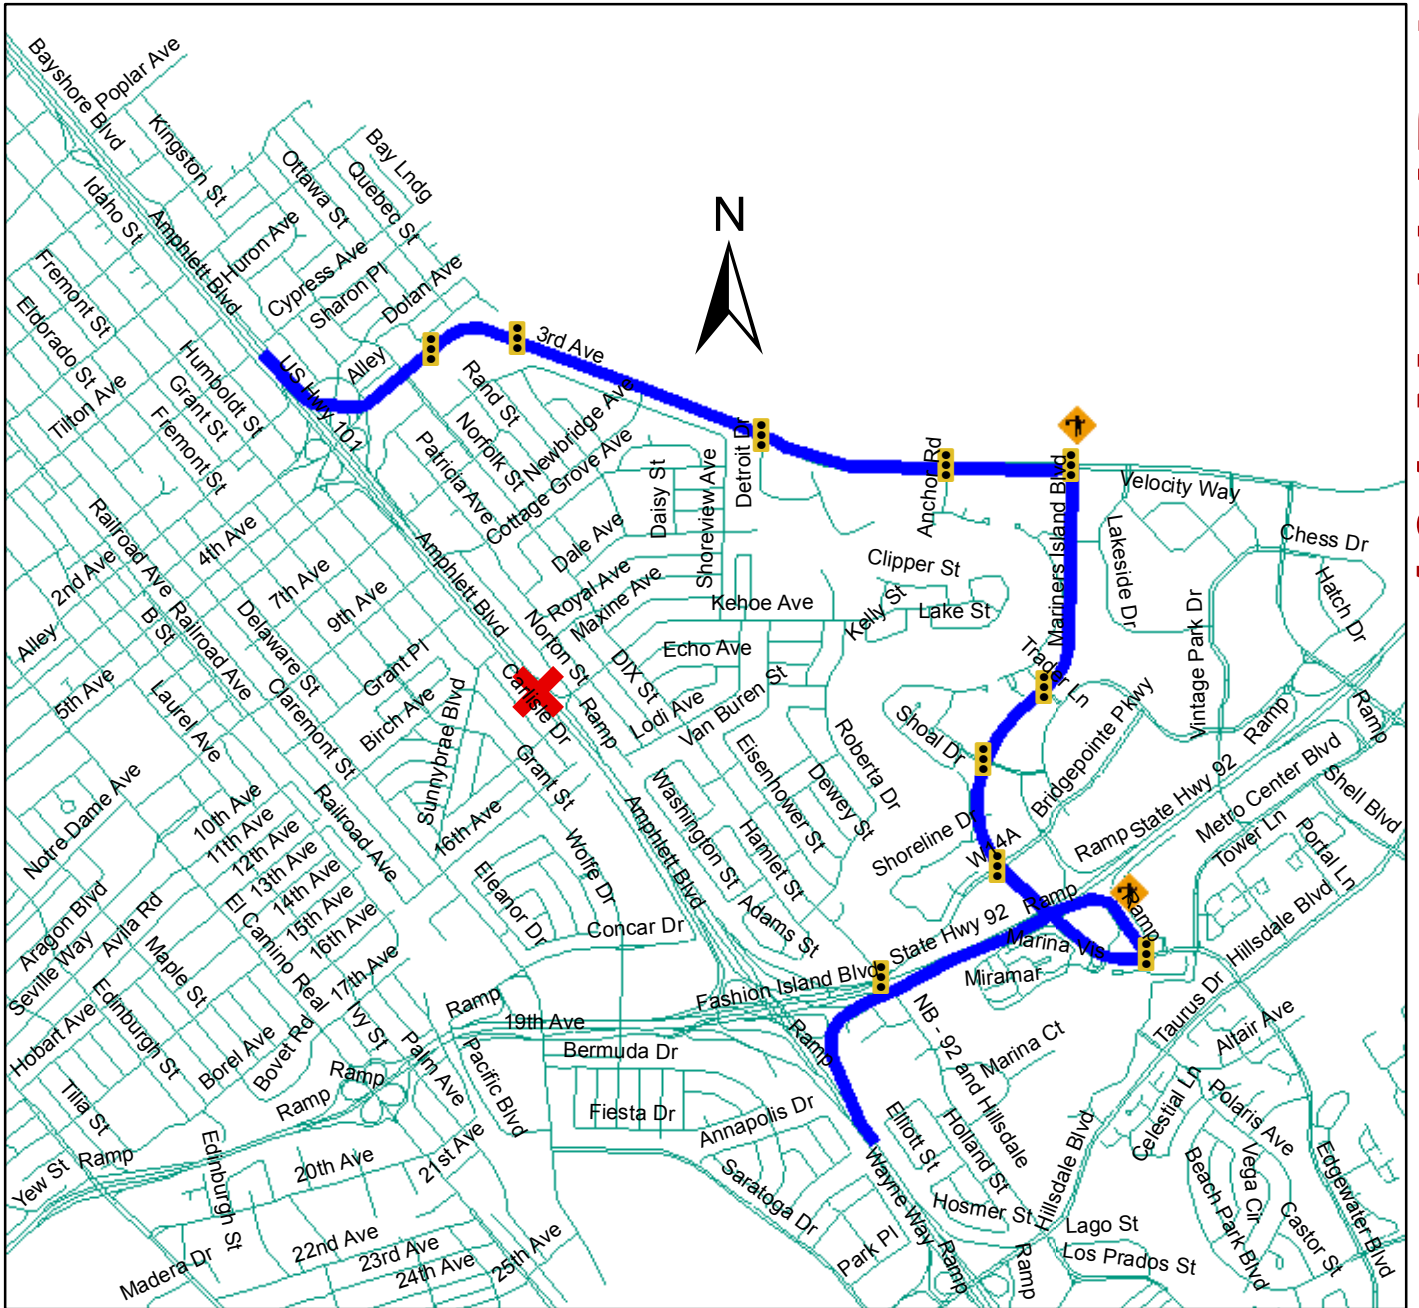 Bayshore Blvd
Poplar Ave
Kingston St
Idaho St
Amphlett Blvd
Ottawa St
Quebec St
Bay Lndg
Huron Ave
Cypress Ave
Sharon Pl
Dolan Ave
N
Fremont St
Eldorado St
Tilton Ave
Humboldt St
Grant St
Fremont St
US Hwy 101
Alley
3rd Ave
Rand St
Norfolk St
Newbridge Ave
Patricia Ave
Cottage Grove Ave
Daisy St
Shoreview Ave
Detroit Dr
Anchor Rd
Mariners Island Blvd
Velocity Way
Lakeside Dr
Chess Dr
Hatch Dr
Railroad Ave
2nd Ave
4th Ave
7th Ave
9th Ave
Amphlett Blvd
Dale Ave
Royal Ave
Maxine Ave
Clipper St
Kehoe Ave
Kelly St
Lake St
Echo Ave
Alley
B St
Railroad Ave
Delaware St
Grant Pl
Norton St
DIX St
Trader Ln
Vintage Park Dr
5th Ave
Laurel Ave
Claremont St
Birch Ave
Sunnybrae Blvd
Carlisle Dr
Ramp
Lodi Ave
Van Buren St
Roberta Dr
Shoal Dr
Bridgepointe Pkwy
Ramp
Ramp
Notre Dame Ave
10th Ave
11th Ave
12th Ave
13th Ave
14th Ave
15th Ave
16th Ave
17th Ave
Railroad Ave
16th Ave
Grant St
Wolfe Dr
Amphlett Blvd
Washington St
Eisenhower St
Dewey St
Hamlet St
Adams St
Shoreline Dr
W14A
Ramp
State Hwy 92
Metro Center Blvd
Shell Blvd
Tower Ln
Portal Ln
Aragon Blvd
Seville Way
Avila Rd
Maple St
El Camino Real
Eleanor Dr
Concar Dr
Fashion Island Blvd
State Hwy 92
Ramp
Ramp
Marina Vis
Miramar
Hillsdale Blvd
Hobart Ave
Edinburgh St
Borel Ave
Bovet Rd
Ivy St
Palm Ave
Ramp
19th Ave
Bermuda Dr
Ramp
NB - 92 and Hillsdale
Marina Ct
Taurus Dr
Altair Ave
Tilia St
Ramp
Ramp
Pacific Blvd
Fiesta Dr
Annapolis Dr
Elliott St
Holland St
Hillsdale Blvd
Celestial Ln
Polaris Ave
Yew St
Ramp
Edinburgh St
20th Ave
21st Ave
Saratoga Dr
Wayne Way
Hosmer St
Lago St
Beach Park Blvd
Vega Cir
Castor St
Edgewater Blvd
Madera Dr
22nd Ave
23rd Ave
24th Ave
25th Ave
Park Pl
Ramp
Ramp
Los Prados St